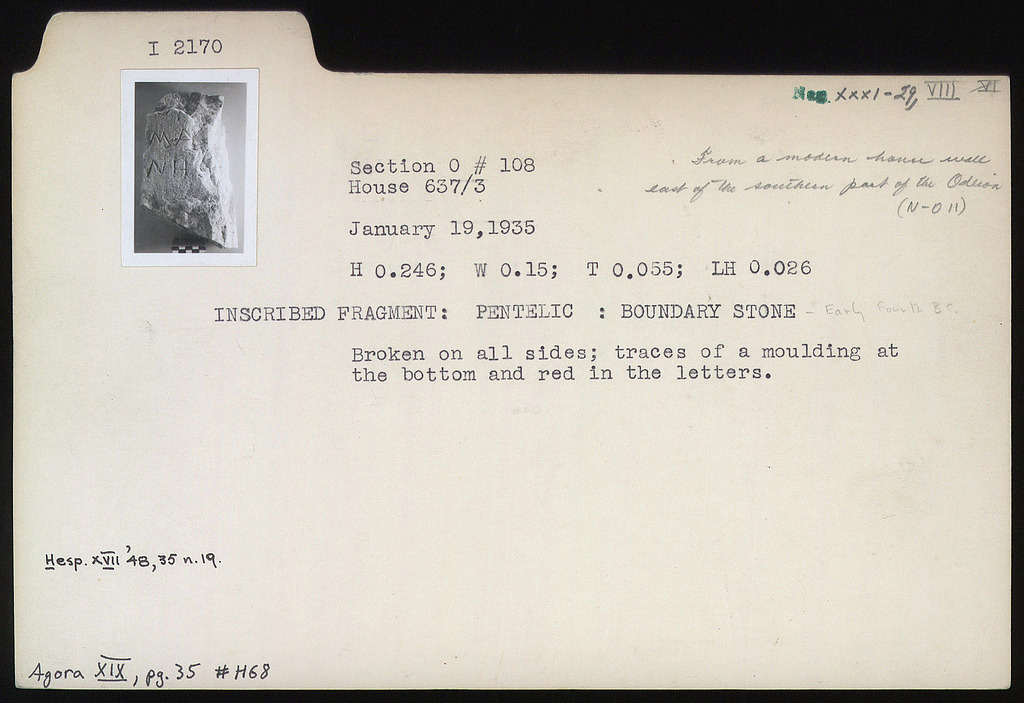 I 2170
Neg. XXXI-29, VIII VI
ΜΑ
ΝΗ
Section O # 108
House 637/3
From a modern house wall
east of the southern part of the Odeion
(N-O 11)
January 19,1935
H 0.246; W 0.15; T 0.055; LH 0.026
INSCRIBED FRAGMENT: PENTELIC : BOUNDARY STONE - Early Fourth B.C.
Broken on all sides; traces of a moulding at
the bottom and red in the letters.
Hesp. XVII '48, 35 n.19.
Agora XIX, pg. 35 #H68